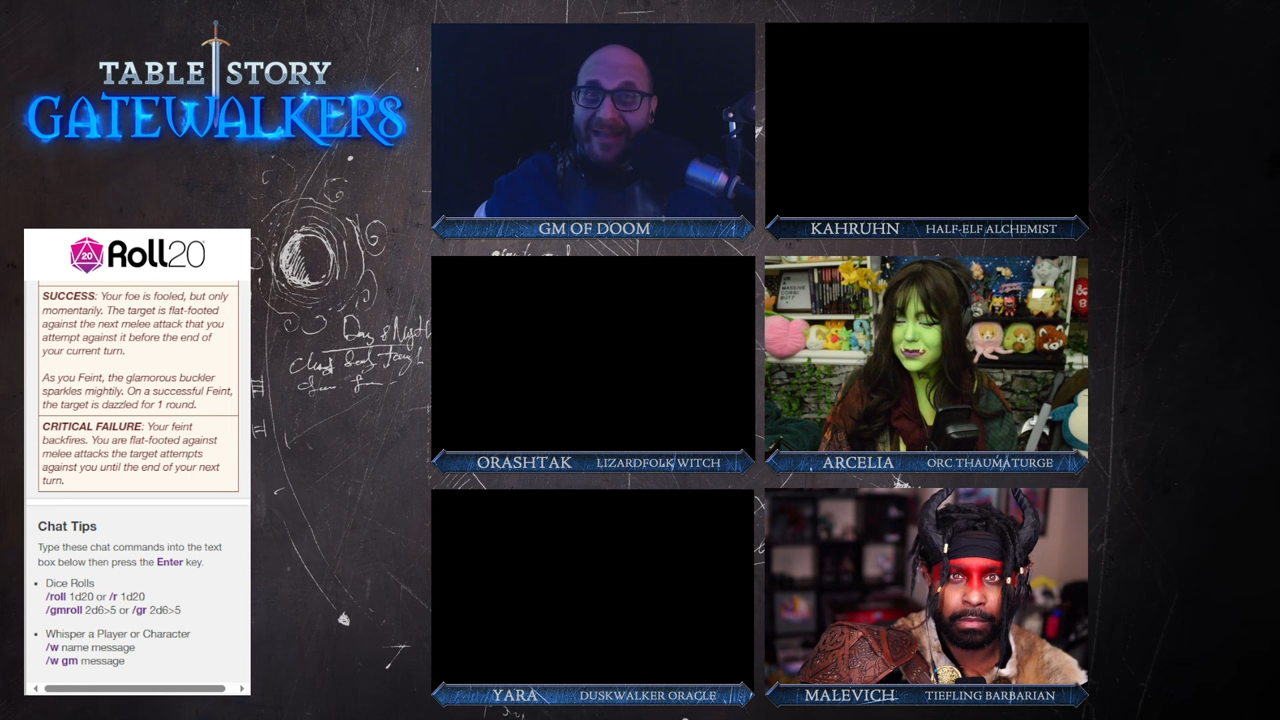 TABLE STORY
GATEWALKERS
Roll20
SUCCESS: Your foe is fooled, but only
momentarily. The target is flat-footed
against the next melee attack that you
attempt against it before the end of
your current turn.
As you Feint, the glamorous buckler
sparkles mightily. On a successful Feint,
the target is dazzled for 1 round.
CRITICAL FAILURE: Your feint
backfires. You are flat-footed against
melee attacks the target attempts
against you until the end of your next
turn.
Chat Tips
Type these chat commands into the text
box below then press the Enter key.
• Dice Rolls
/roll 1d20 or /r 1d20
/gmroll 2d6>5 or /gr 2d6>5
• Whisper a Player or Character
/w name message
/w gm message
GM OF DOOM
KAHRUHN HALF-ELF ALCHEMIST
ORASHTAK LIZARDFOLK WITCH
MASSIVE
CORGI
BUTT
ARCELIA ORC THAUMATURGE
YARA DUSKWALKER ORACLE
MALEVICH TIEFLING BARBARIAN